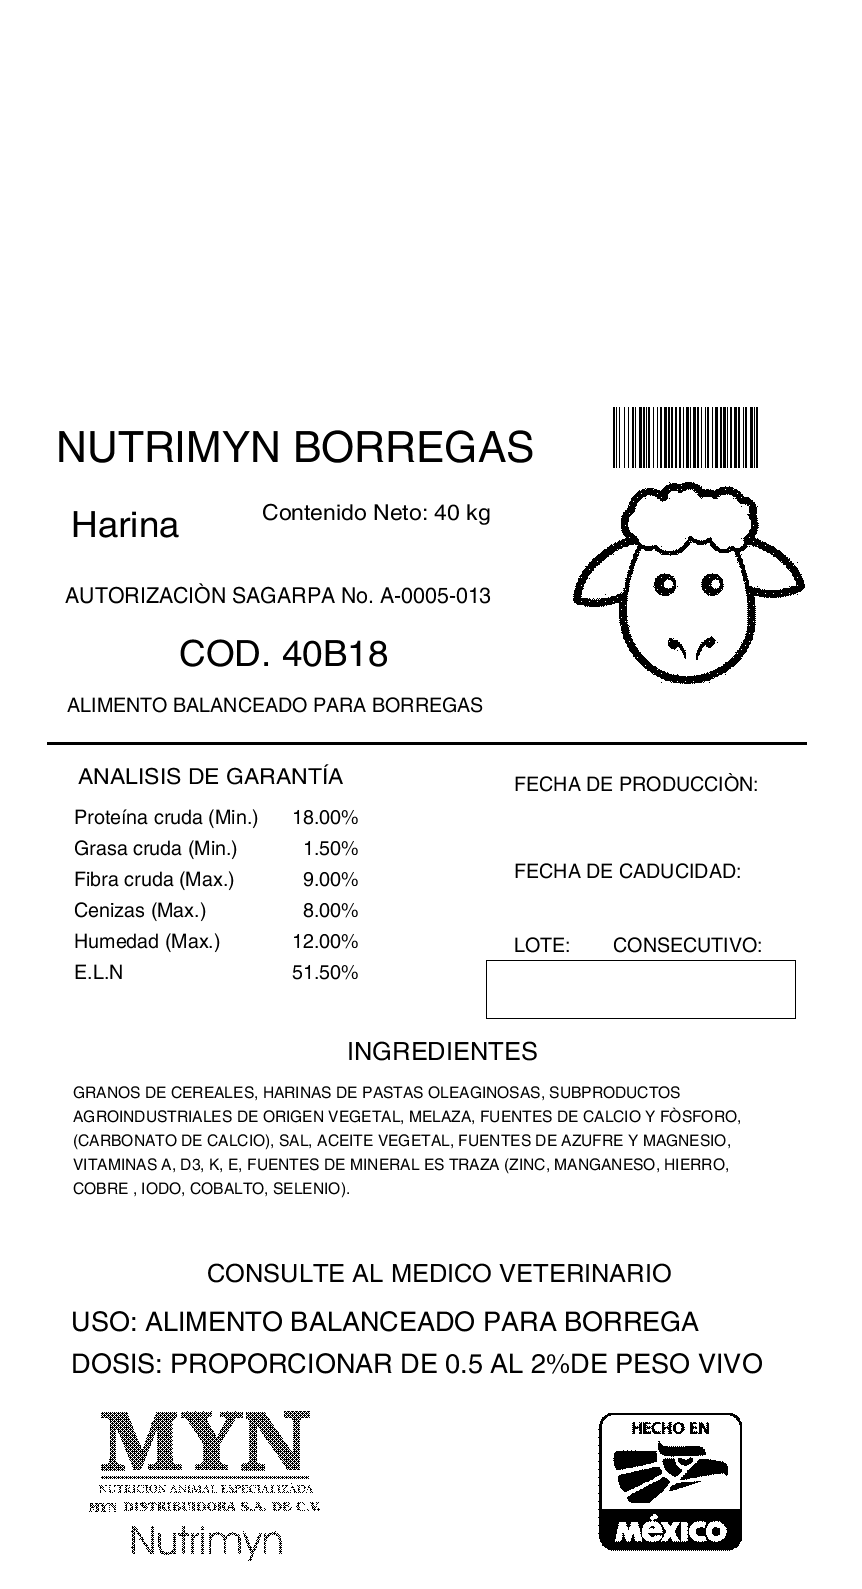 NUTRIMYN BORREGAS
Harina
Contenido Neto: 40 kg
AUTORIZACIÒN SAGARPA No. A-0005-013
COD. 40B18
ALIMENTO BALANCEADO PARA BORREGAS
ANALISIS DE GARANTÍA
Proteína cruda (Min.) 18.00%
Grasa cruda (Min.) 1.50%
Fibra cruda (Max.) 9.00%
Cenizas (Max.) 8.00%
Humedad (Max.) 12.00%
E.L.N 51.50%
FECHA DE PRODUCCIÒN:
FECHA DE CADUCIDAD:
LOTE: CONSECUTIVO:
INGREDIENTES
GRANOS DE CEREALES, HARINAS DE PASTAS OLEAGINOSAS, SUBPRODUCTOS
AGROINDUSTRIALES DE ORIGEN VEGETAL, MELAZA, FUENTES DE CALCIO Y FÒSFORO,
(CARBONATO DE CALCIO), SAL, ACEITE VEGETAL, FUENTES DE AZUFRE Y MAGNESIO,
VITAMINAS A, D3, K, E, FUENTES DE MINERAL ES TRAZA (ZINC, MANGANESO, HIERRO,
COBRE , IODO, COBALTO, SELENIO).
CONSULTE AL MEDICO VETERINARIO
USO: ALIMENTO BALANCEADO PARA BORREGA
DOSIS: PROPORCIONAR DE 0.5 AL 2%DE PESO VIVO
MYN
NUTRICION ANIMAL ESPECIALIZADA
MYN DISTRIBUIDORA S.A. DE C.V.
Nutrimyn
HECHO EN
MéXICO